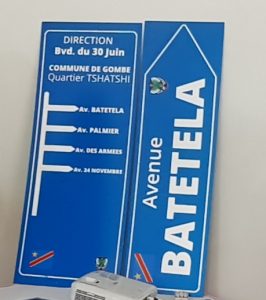 DIRECTION
Bvd. du 30 Juin
COMMUNE DE GOMBE
Quartier TSHATSHI
Av. BATETELA
Av. PALMIER
Av. DES ARMEES
Av. 24 NOVEMBRE
Avenue
BATETELA